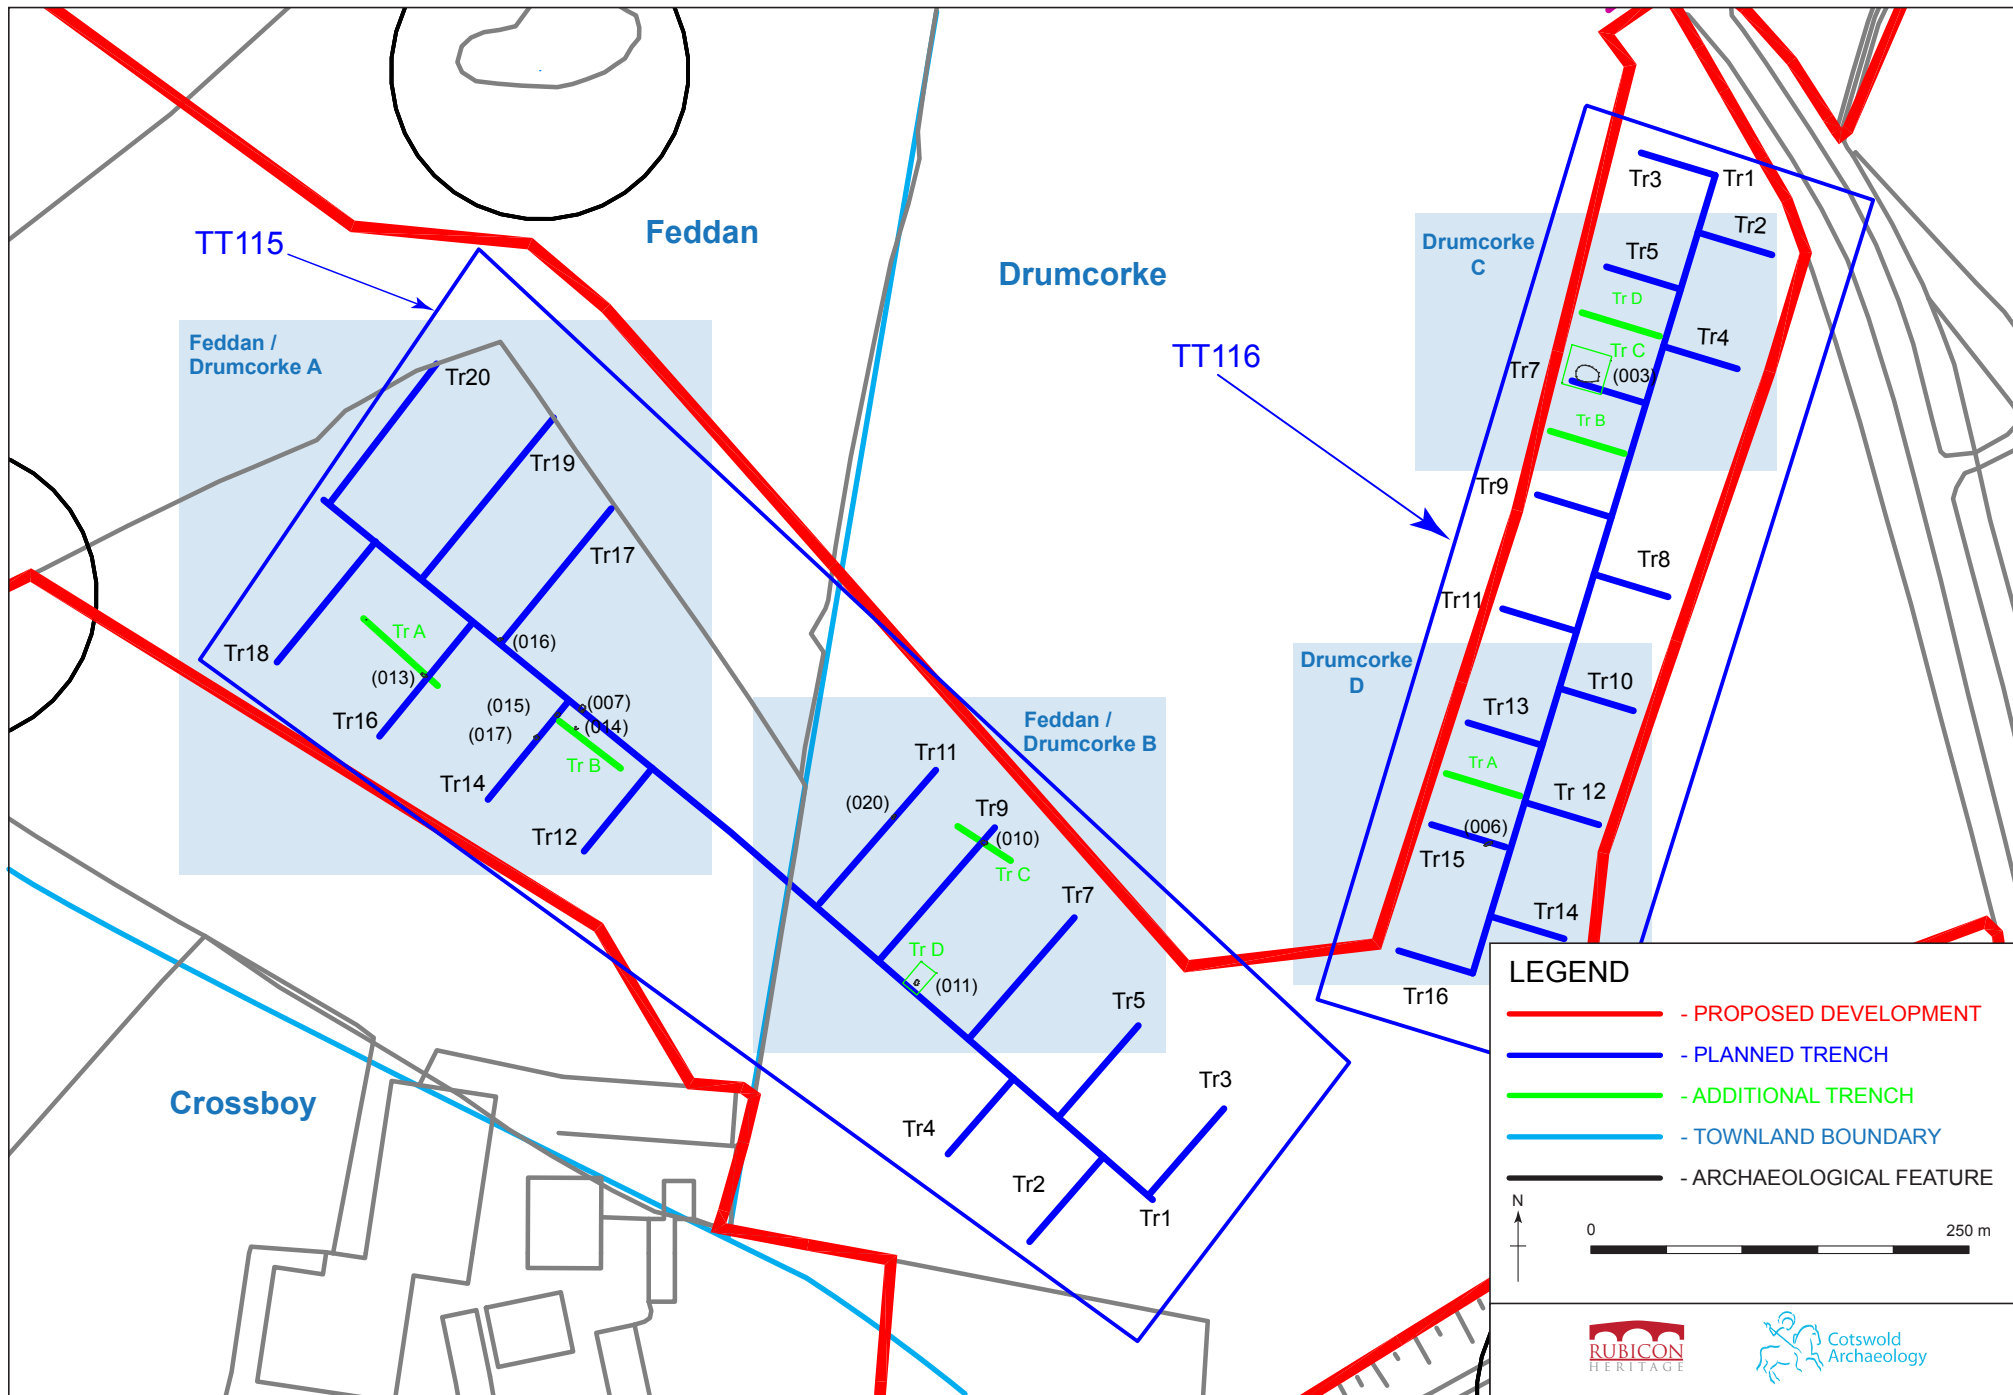 Feddan
TT115
Drumcorke
TT116
Crossboy
Feddan /
Drumcorke A
Tr20
Tr19
Tr17
Tr A
Tr18
(016)
(013)
Tr16
(015)
(007)
(014)
(017)
Tr B
Tr14
Tr12
Feddan /
Drumcorke B
Tr11
(020)
Tr9
(010)
Tr C
Tr7
Tr D
(011)
Tr5
Tr3
Tr4
Tr2
Tr1
Tr3
Tr1
Drumcorke
C
Tr2
Tr5
Tr D
Tr4
Tr C
Tr7
(003)
Tr B
Tr9
Tr8
Tr11
Drumcorke
D
Tr10
Tr13
Tr A
Tr 12
(006)
Tr15
Tr14
Tr16
LEGEND
- PROPOSED DEVELOPMENT
- PLANNED TRENCH
- ADDITIONAL TRENCH
- TOWNLAND BOUNDARY
- ARCHAEOLOGICAL FEATURE
N
0
250 m
RUBICON
HERITAGE
Cotswold
Archaeology